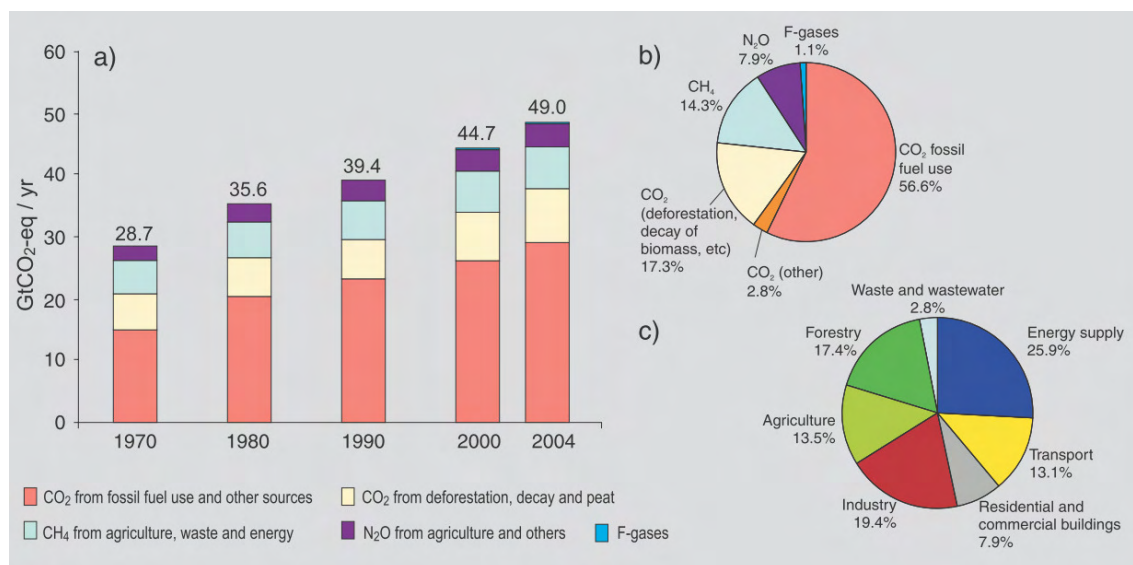 a)
GtCO₂-eq / yr
60
50
40
30
20
10
0
28.7
35.6
39.4
44.7
49.0
1970
1980
1990
2000
2004
b)
F-gases
1.1%
N₂O
7.9%
CH₄
14.3%
CO₂ fossil
fuel use
56.6%
CO₂
(deforestation,
decay of
biomass, etc)
17.3%
CO₂ (other)
2.8%
c)
Waste and wastewater
2.8%
Forestry
17.4%
Energy supply
25.9%
Agriculture
13.5%
Transport
13.1%
Industry
19.4%
Residential and
commercial buildings
7.9%
CO₂ from fossil fuel use and other sources
CO₂ from deforestation, decay and peat
CH₄ from agriculture, waste and energy
N₂O from agriculture and others
F-gases